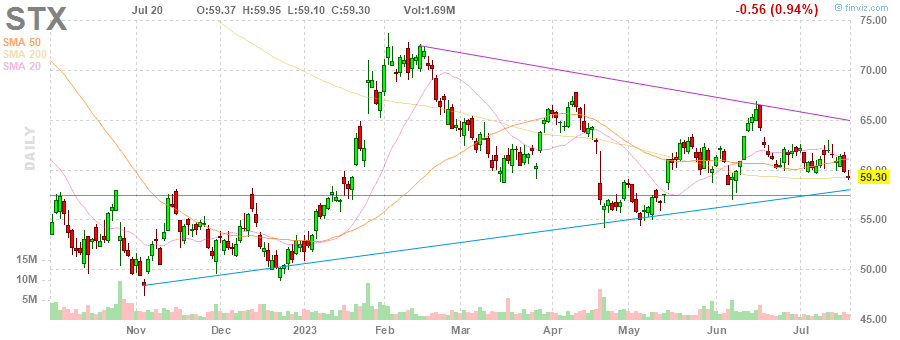 STX Jul 20 O:59.37 H:59.95 L:59.10 C:59.30 Vol:1.69M -0.56 (0.94%) © finviz.com
SMA 50
SMA 200
SMA 20
DAILY
75.00
70.00
65.00
60.00
59.30
55.00
50.00
45.00
15M
10M
5M
Nov Dec 2023 Feb Mar Apr May Jun Jul